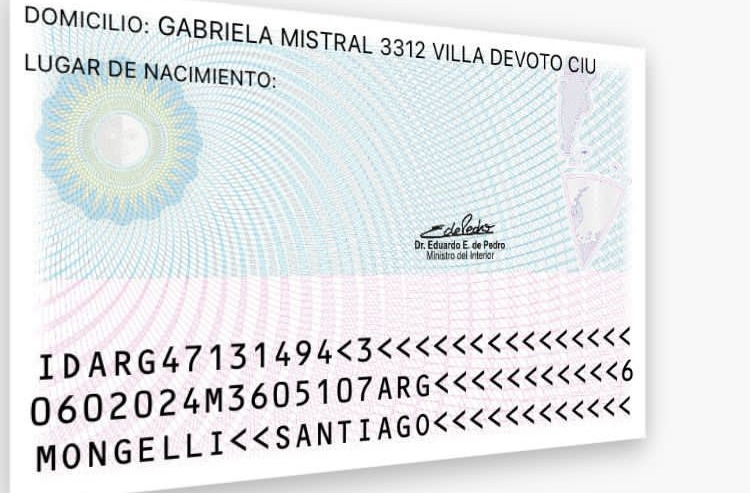 DOMICILIO: GABRIELA MISTRAL 3312 VILLA DEVOTO CIU
LUGAR DE NACIMIENTO:
Dr. Eduardo E. de Pedro
Ministro del Interior
IDARG47131494<3<<<<<<<<<<<<<<<
0602024M3605107ARG<<<<<<<<<<<6
MONGELLI<<SANTIAGO<<<<<<<<<<<<